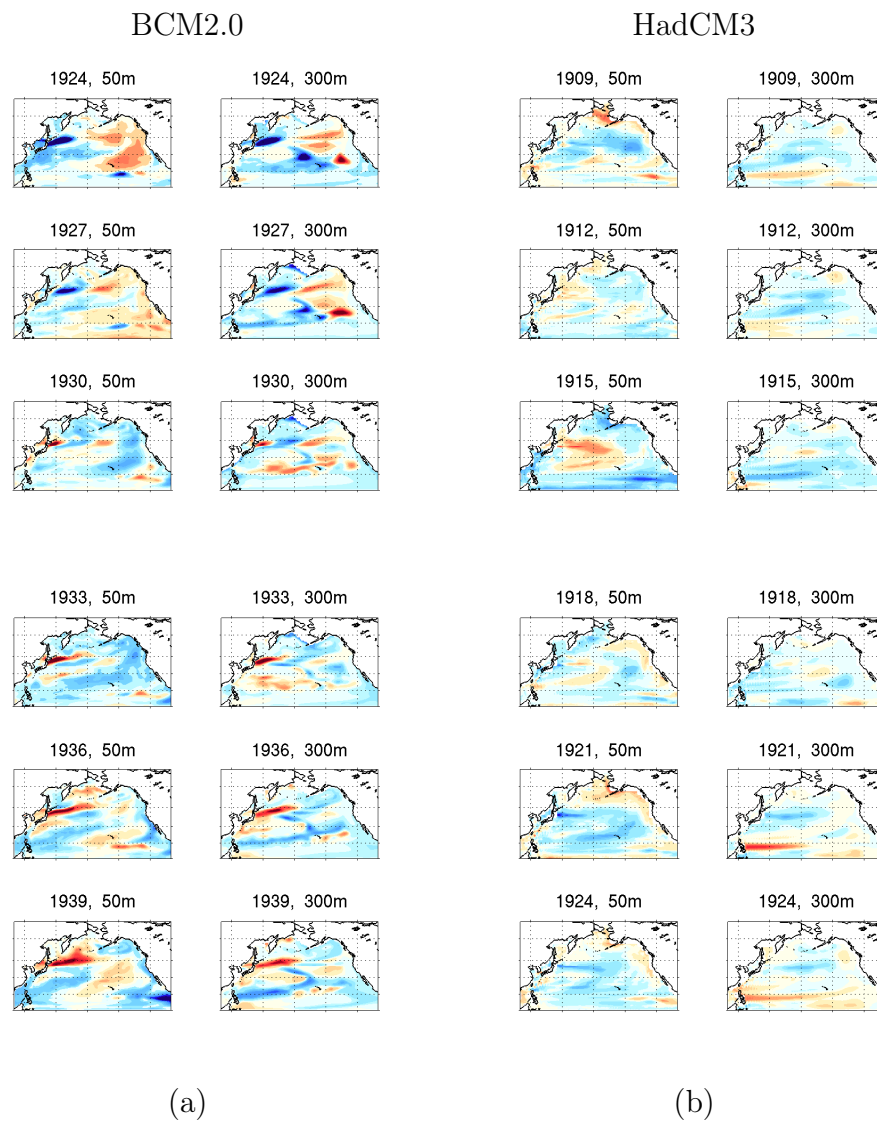 BCM2.0 HadCM3
1924, 50m 1924, 300m 1909, 50m 1909, 300m
1927, 50m 1927, 300m 1912, 50m 1912, 300m
1930, 50m 1930, 300m 1915, 50m 1915, 300m
1933, 50m 1933, 300m 1918, 50m 1918, 300m
1936, 50m 1936, 300m 1921, 50m 1921, 300m
1939, 50m 1939, 300m 1924, 50m 1924, 300m
(a) (b)